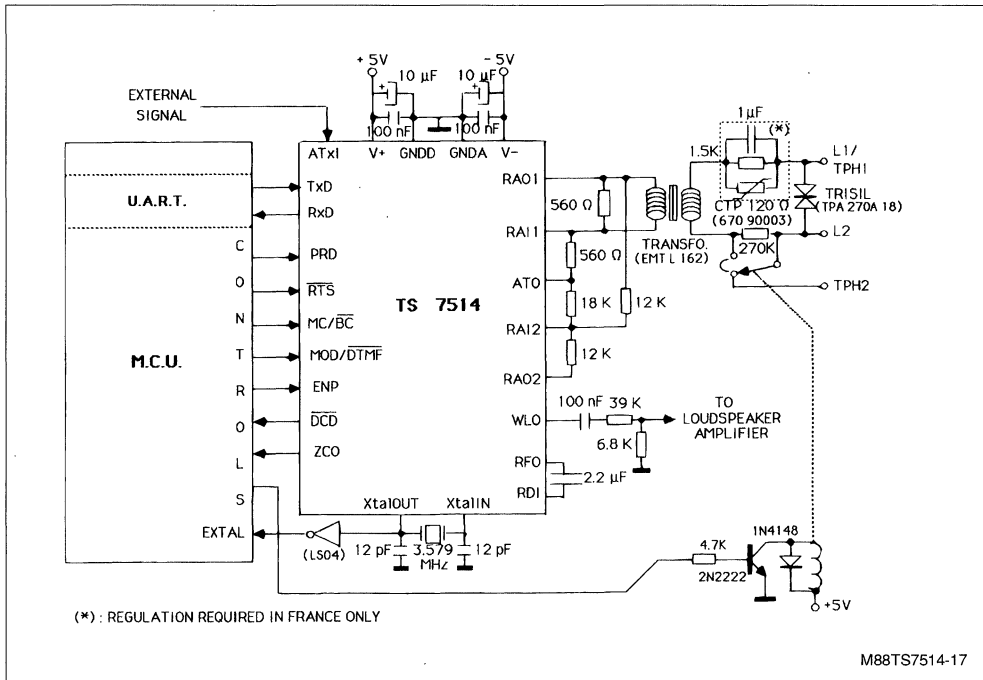 + 5V
- 5V
10 µF
10 µF
EXTERNAL
SIGNAL
100 nF
100 nF
1µF
(*)
ATxI
V+
GNDD
GNDA
V-
1.5K
L1/
TPH1
RAO1
TxD
U.A.R.T.
RxD
560 Ω
CTP 120 Ω
(670 90003)
TRISIL
(TPA 270A 18)
RAI1
TRANSFO.
(EMT L 162)
270K
L2
C
PRD
560 Ω
ATO
TPH2
O
RTS
TS 7514
18 K
12 K
N
MC/BC
RAI2
M.C.U.
T
MOD/DTMF
12 K
R
ENP
RAO2
100 nF
39 K
TO
LOUDSPEAKER
AMPLIFIER
O
DCD
WLO
6.8 K
L
ZCO
RFO
2.2 µF
RDI
S
XtalOUT
XtalIN
EXTAL
(LS04)
12 pF
3.579
MHz
12 pF
1N4148
4.7K
2N2222
+5V
(*) : REGULATION REQUIRED IN FRANCE ONLY
M88TS7514-17